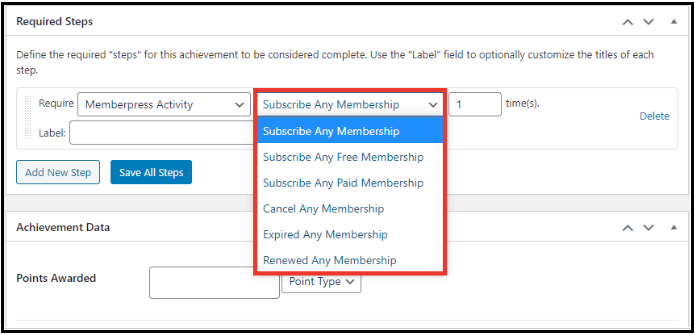 Required Steps
Define the required "steps" for this achievement to be considered complete. Use the "Label" field to optionally customize the titles of each
step.
Require Memberpress Activity Subscribe Any Membership 1 time(s).
Delete
Label:
Subscribe Any Membership
Subscribe Any Free Membership
Subscribe Any Paid Membership
Cancel Any Membership
Expired Any Membership
Renewed Any Membership
Add New Step Save All Steps
Achievement Data
Points Awarded
Point Type